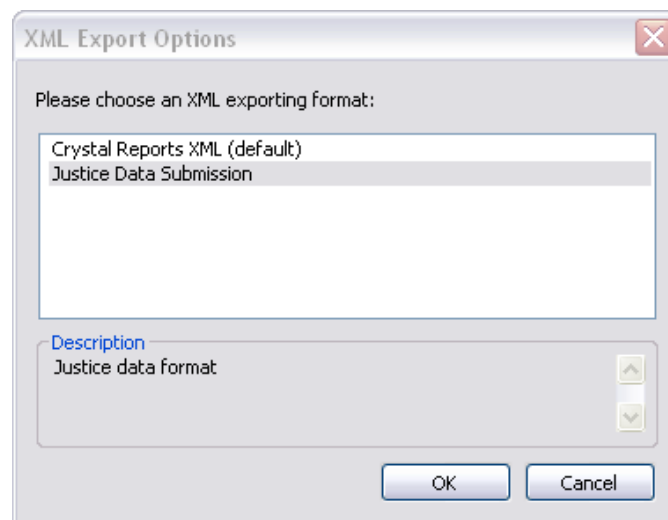 XML Export Options
Please choose an XML exporting format:
Crystal Reports XML (default)
Justice Data Submission
Description
Justice data format
OK Cancel